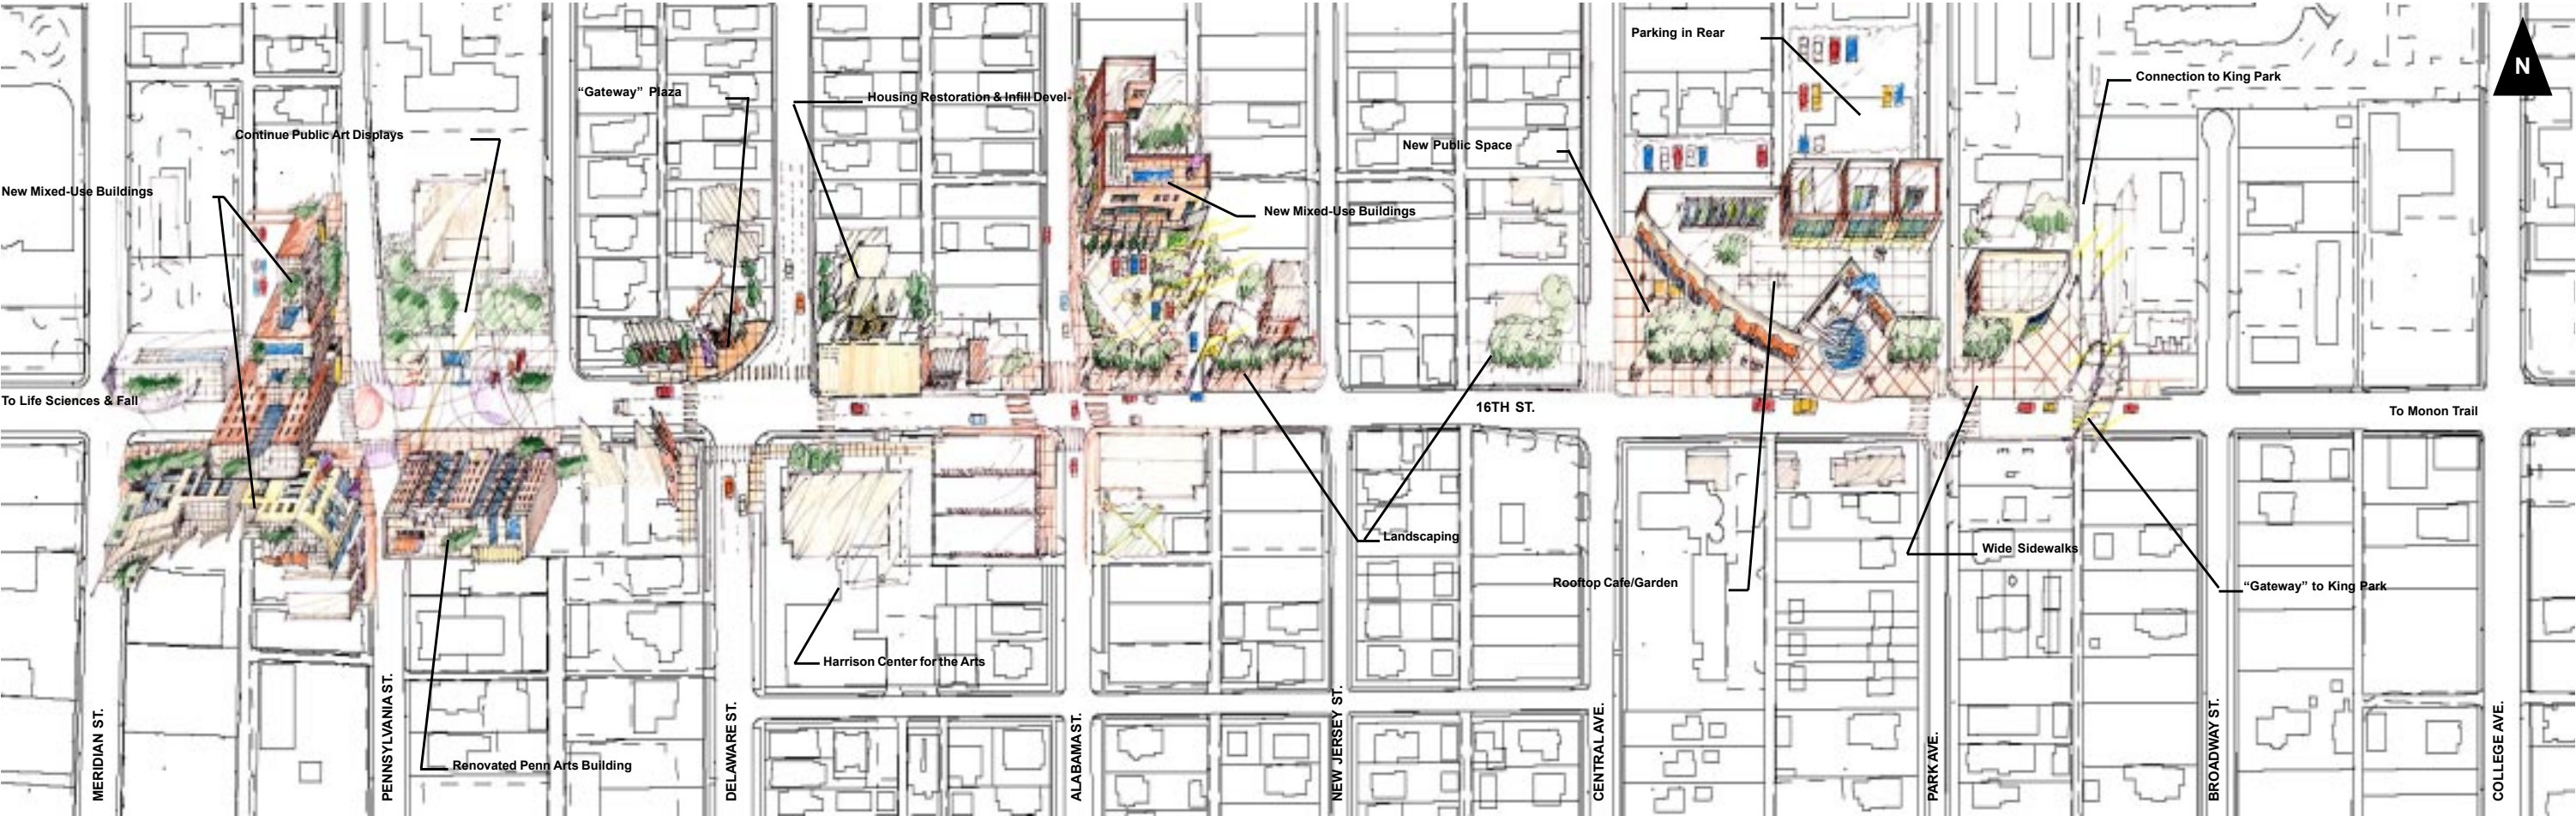 Parking in Rear
N
Connection to King Park
“Gateway” Plaza
Housing Restoration & Infill Devel-
Continue Public Art Displays
New Public Space
New Mixed-Use Buildings
New Mixed-Use Buildings
To Life Sciences & Fall
16TH ST.
To Monon Trail
Landscaping
Wide Sidewalks
Rooftop Cafe/Garden
“Gateway” to King Park
Harrison Center for the Arts
Renovated Penn Arts Building
MERIDIAN ST.
PENNSYLVANIA ST.
DELAWARE ST.
ALABAMA ST.
NEW JERSEY ST.
CENTRAL AVE.
PARK AVE.
BROADWAY ST.
COLLEGE AVE.